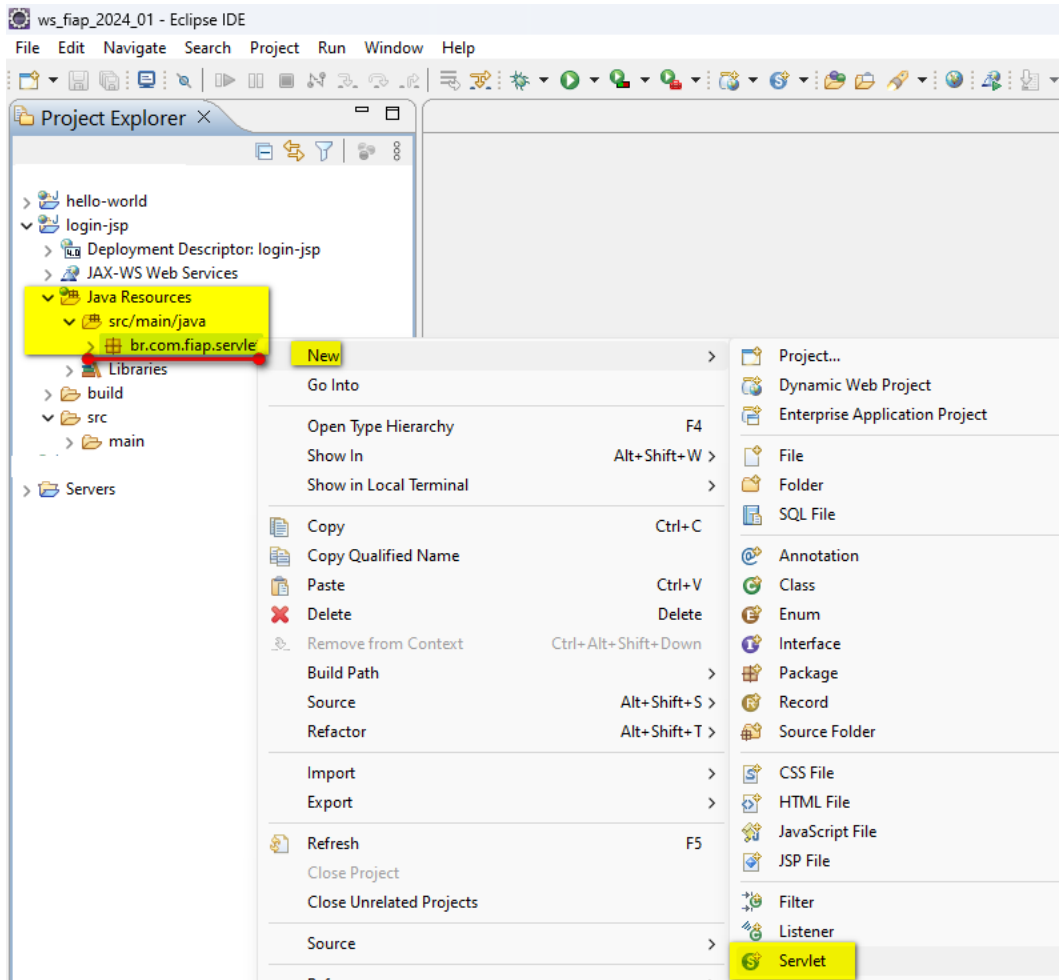 ws_fiap_2024_01 - Eclipse IDE
File Edit Navigate Search Project Run Window Help
Project Explorer
hello-world
login-jsp
Deployment Descriptor: login-jsp
JAX-WS Web Services
Java Resources
src/main/java
br.com.fiap.servle
Libraries
build
src
main
Servers
New
Go Into
Open Type Hierarchy F4
Show In Alt+Shift+W
Show in Local Terminal
Copy Ctrl+C
Copy Qualified Name
Paste Ctrl+V
Delete Delete
Remove from Context Ctrl+Alt+Shift+Down
Build Path
Source Alt+Shift+S
Refactor Alt+Shift+T
Import
Export
Refresh F5
Close Project
Close Unrelated Projects
Source
Project...
Dynamic Web Project
Enterprise Application Project
File
Folder
SQL File
Annotation
Class
Enum
Interface
Package
Record
Source Folder
CSS File
HTML File
JavaScript File
JSP File
Filter
Listener
Servlet